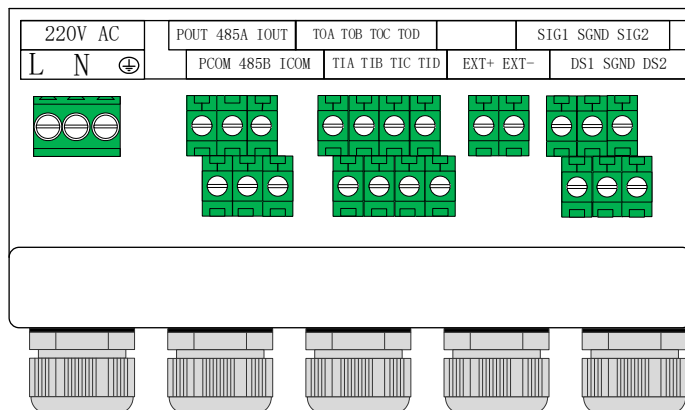 220V AC
POUT 485A IOUT
TOA TOB TOC TOD
SIG1 SGND SIG2
L N
PCOM 485B ICOM
TIA TIB TIC TID
EXT+ EXT-
DS1 SGND DS2